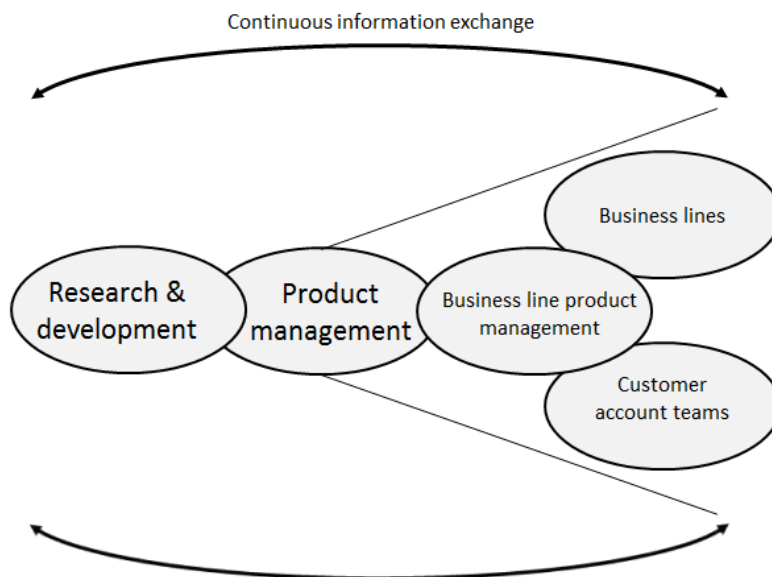 Continuous information exchange
Business lines
Research &
development
Product
management
Business line product
management
Customer
account teams